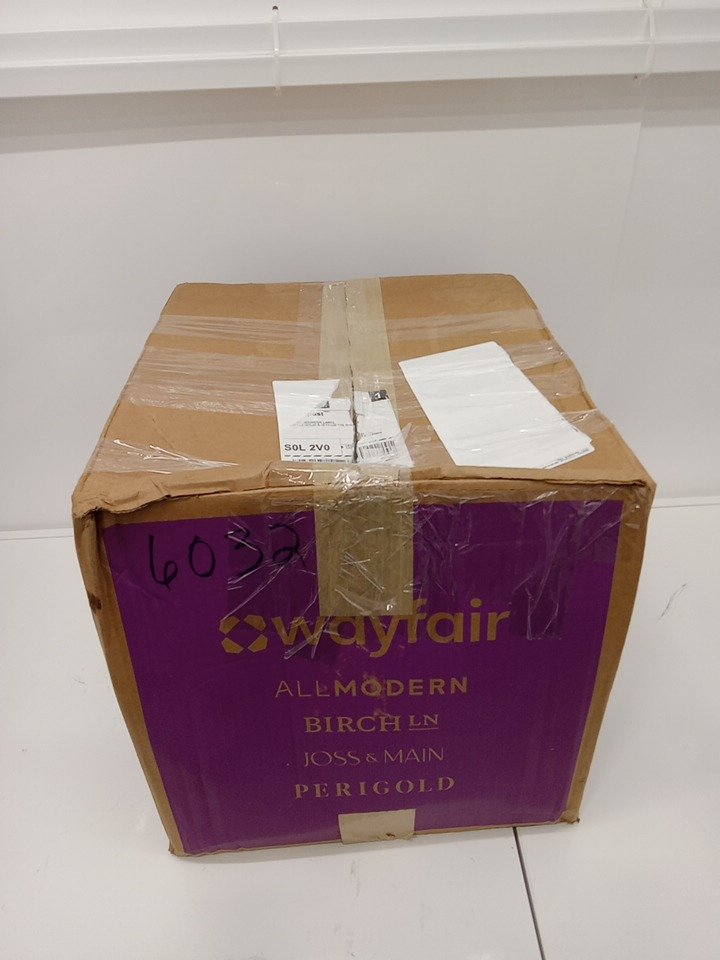 S0L 2V0
6032
wayfair
ALLMODERN
BIRCH LN
JOSS & MAIN
PERIGOLD